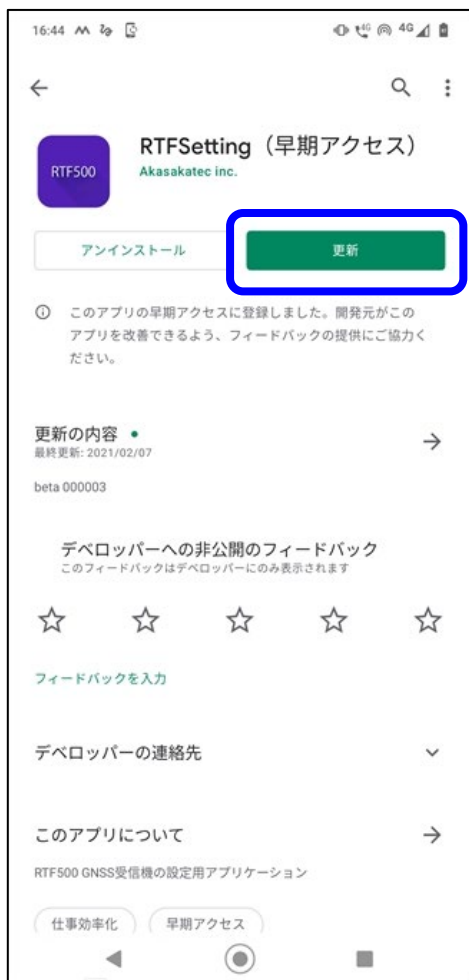 16:44
4G
4G
RTF500
RTFSetting（早期アクセス）
Akasakatec inc.
アンインストール
更新
このアプリの早期アクセスに登録しました。開発元がこの
アプリを改善できるよう、フィードバックの提供にご協力く
ださい。
更新の内容
最終更新: 2021/02/07
beta 000003
デベロッパーへの非公開のフィードバック
このフィードバックはデベロッパーにのみ表示されます
フィードバックを入力
デベロッパーの連絡先
このアプリについて
RTF500 GNSS受信機の設定用アプリケーション
仕事効率化
早期アクセス